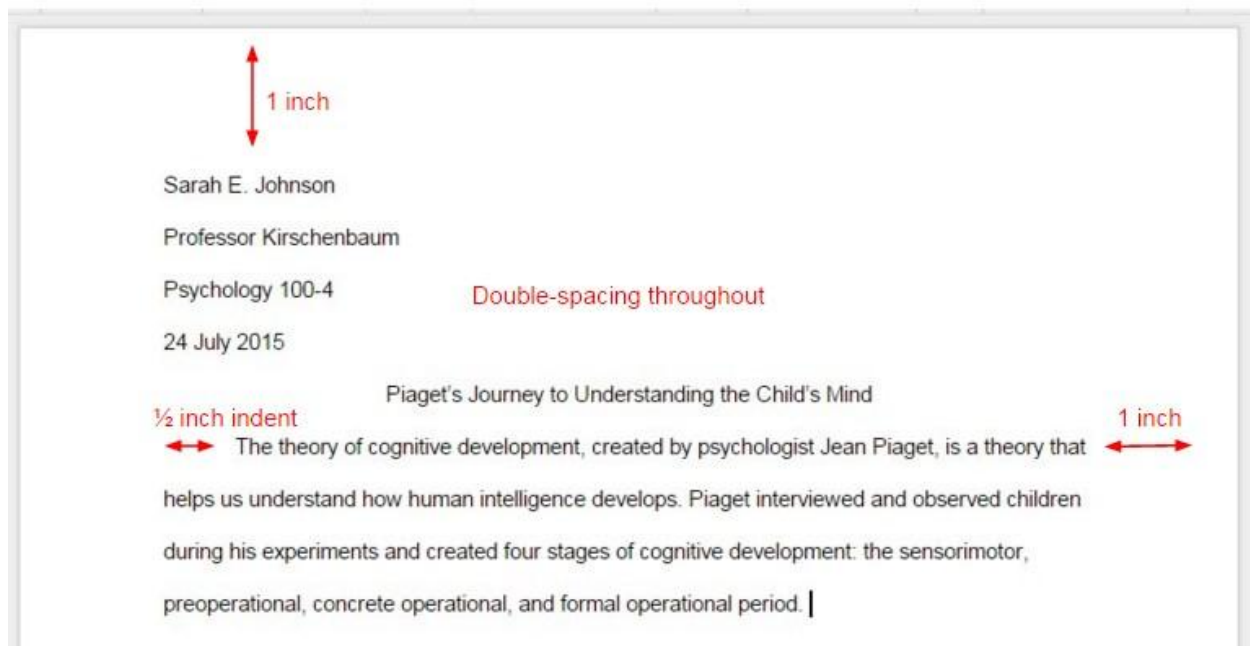 1 inch
Sarah E. Johnson
Professor Kirschenbaum
Psychology 100-4
Double-spacing throughout
24 July 2015
Piaget's Journey to Understanding the Child's Mind
½ inch indent
1 inch
The theory of cognitive development, created by psychologist Jean Piaget, is a theory that
helps us understand how human intelligence develops. Piaget interviewed and observed children
during his experiments and created four stages of cognitive development: the sensorimotor,
preoperational, concrete operational, and formal operational period.